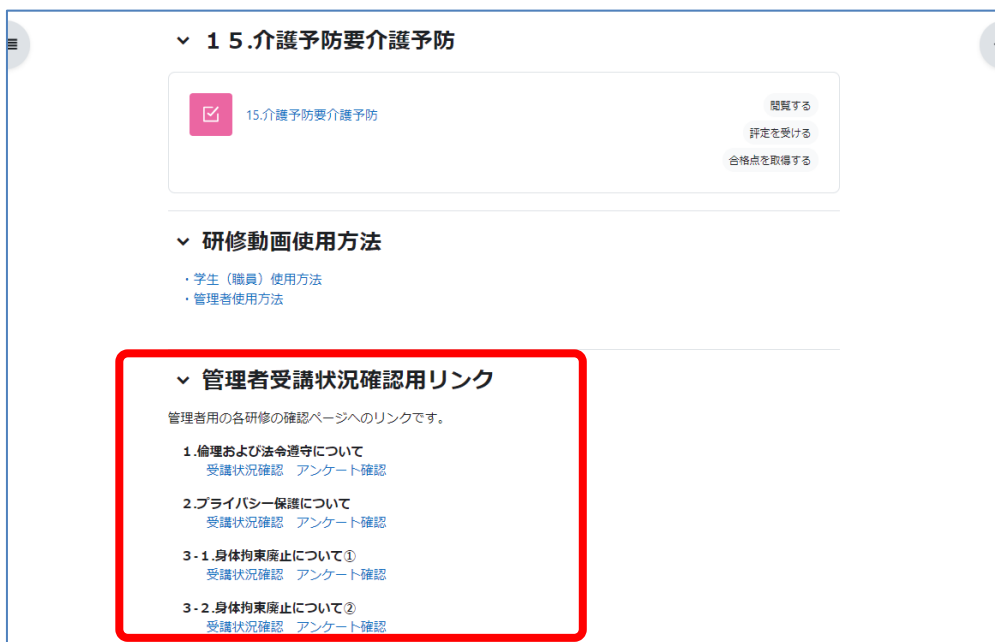 １５.介護予防要介護予防
15.介護予防要介護予防
閲覧する
評定を受ける
合格点を取得する
研修動画使用方法
・学生（職員）使用方法
・管理者使用方法
管理者受講状況確認用リンク
管理者用の各研修の確認ページへのリンクです。
1.倫理および法令遵守について
受講状況確認　アンケート確認
2.プライバシー保護について
受講状況確認　アンケート確認
3-1.身体拘束廃止について①
受講状況確認　アンケート確認
3-2.身体拘束廃止について②
受講状況確認　アンケート確認